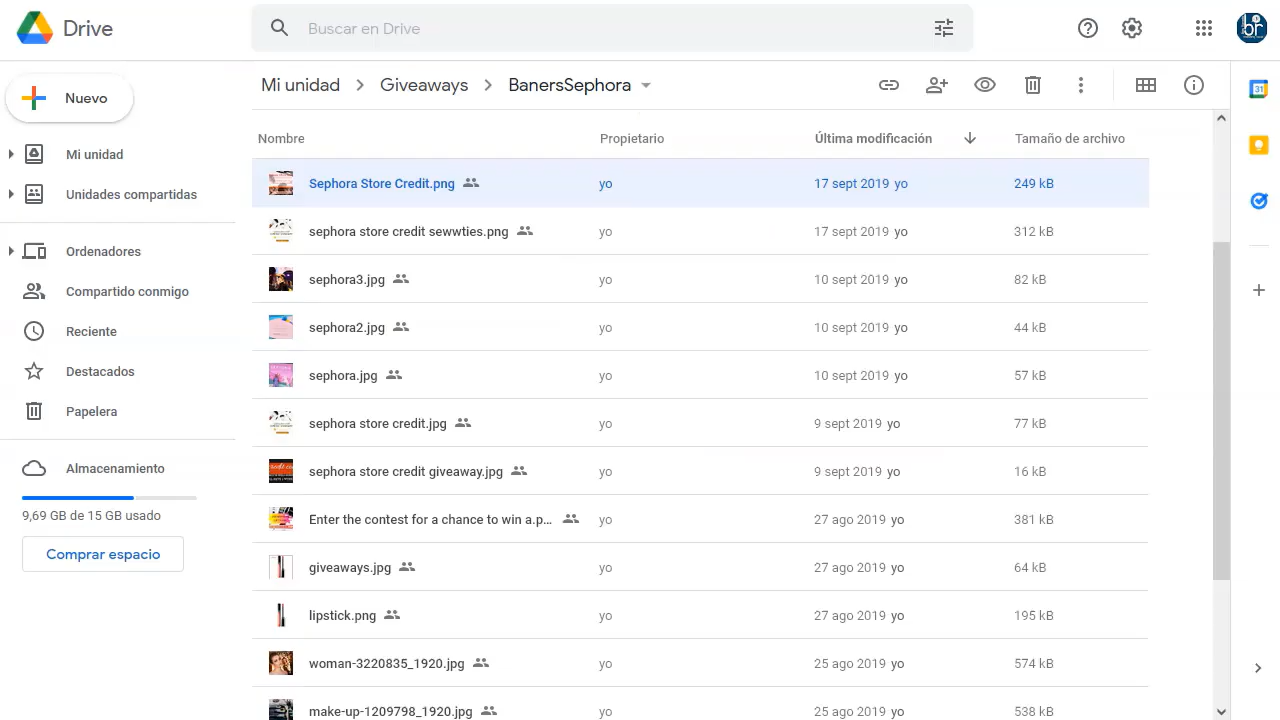 Drive
Buscar en Drive
Nuevo
Mi unidad
Unidades compartidas
Ordenadores
Compartido conmigo
Reciente
Destacados
Papelera
Almacenamiento
9,69 GB de 15 GB usado
Comprar espacio
Mi unidad Giveaways BanersSephora
Nombre Propietario Última modificación Tamaño de archivo
Sephora Store Credit.png yo 17 sept 2019 yo 249 kB
sephora store credit sewwties.png yo 17 sept 2019 yo 312 kB
sephora3.jpg yo 10 sept 2019 yo 82 kB
sephora2.jpg yo 10 sept 2019 yo 44 kB
sephora.jpg yo 10 sept 2019 yo 57 kB
sephora store credit.jpg yo 9 sept 2019 yo 77 kB
sephora store credit giveaway.jpg yo 9 sept 2019 yo 16 kB
Enter the contest for a chance to win a.p... yo 27 ago 2019 yo 381 kB
giveaways.jpg yo 27 ago 2019 yo 64 kB
lipstick.png yo 27 ago 2019 yo 195 kB
woman-3220835_1920.jpg yo 25 ago 2019 yo 574 kB
make-up-1209798_1920.jpg yo 25 ago 2019 yo 538 kB
br
31